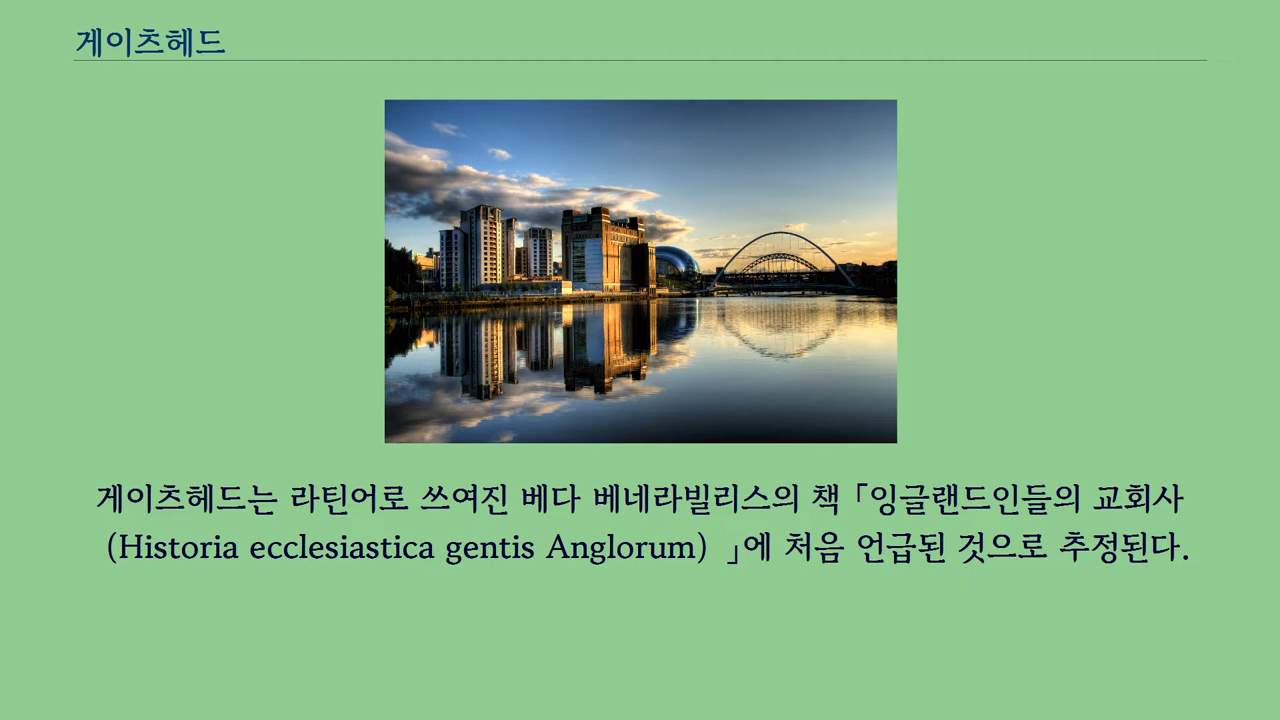 게이츠헤드
게이츠헤드는 라틴어로 쓰여진 베다 베네라빌리스의 책 「잉글랜드인들의 교회사
(Historia ecclesiastica gentis Anglorum) 」에 처음 언급된 것으로 추정된다.